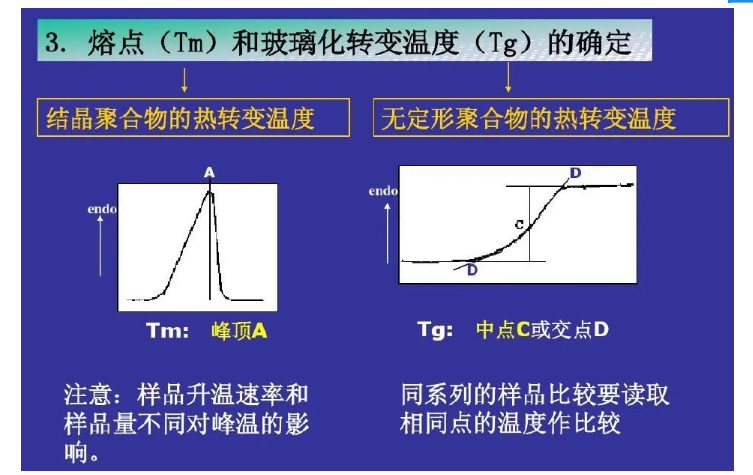 3. 熔点（Tm）和玻璃化转变温度（Tg）的确定
结晶聚合物的热转变温度
无定形聚合物的热转变温度
A
endo
D
endo
C
D
Tm: 峰顶A
Tg: 中点C或交点D
注意：样品升温速率和
样品量不同对峰温的影
响。
同系列的样品比较要读取
相同点的温度作比较